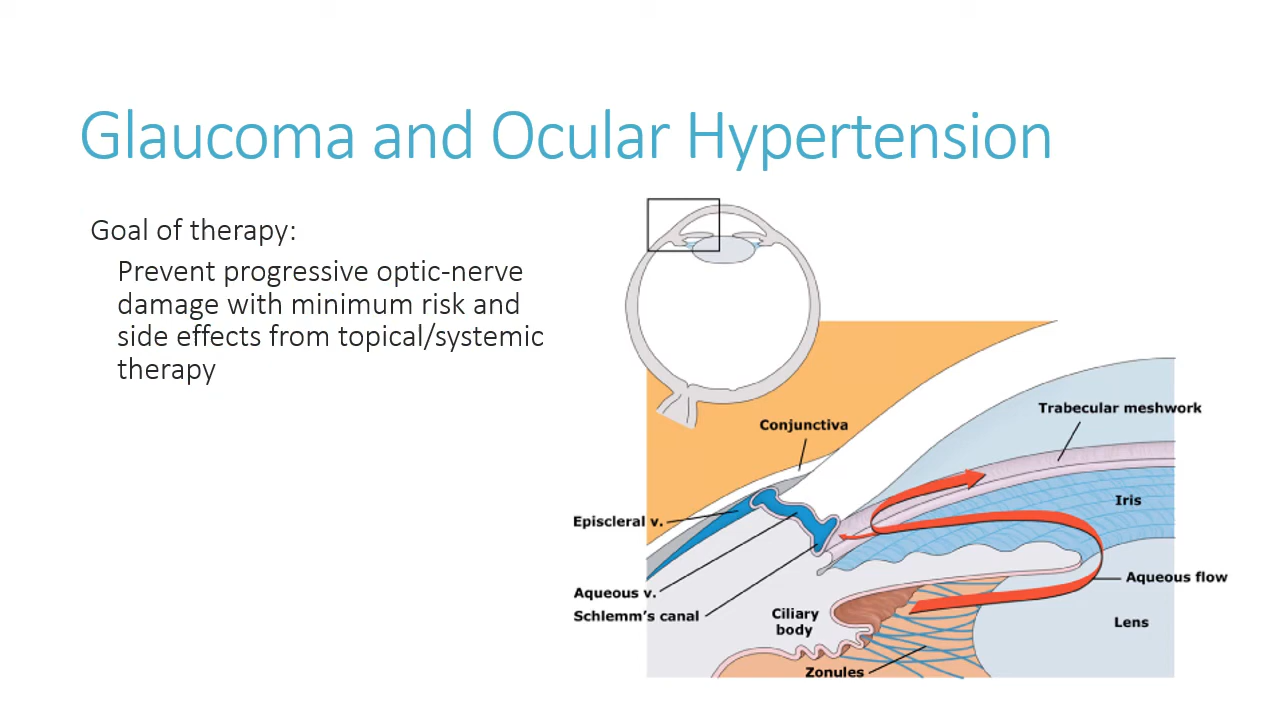 Glaucoma and Ocular Hypertension
Goal of therapy:
Prevent progressive optic-nerve
damage with minimum risk and
side effects from topical/systemic
therapy
Trabecular meshwork
Conjunctiva
Iris
Episcleral v.
Aqueous flow
Aqueous v.
Schlemm's canal
Ciliary
body
Lens
Zonules